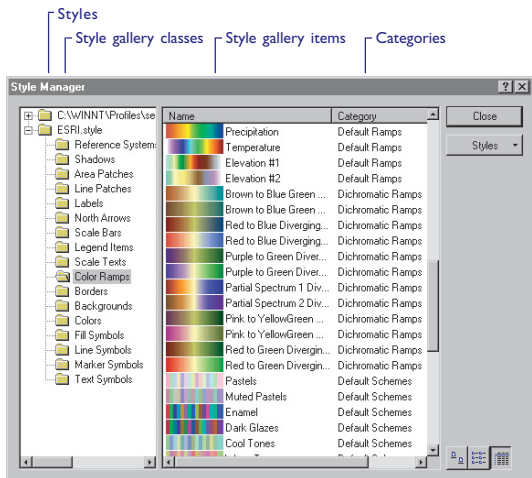 Styles
Style gallery classes
Style gallery items
Categories
Style Manager
C:\WINNT\Profiles\se
ESRI.style
Reference System
Shadows
Area Patches
Line Patches
Labels
North Arrows
Scale Bars
Legend Items
Scale Texts
Color Ramps
Borders
Backgrounds
Colors
Fill Symbols
Line Symbols
Marker Symbols
Text Symbols
Name Category
Precipitation Default Ramps
Temperature Default Ramps
Elevation #1 Default Ramps
Elevation #2 Default Ramps
Brown to Blue Green ... Dichromatic Ramps
Brown to Blue Green ... Dichromatic Ramps
Red to Blue Diverging... Dichromatic Ramps
Red to Blue Diverging... Dichromatic Ramps
Purple to Green Diver... Dichromatic Ramps
Purple to Green Diver... Dichromatic Ramps
Partial Spectrum 1 Div... Dichromatic Ramps
Partial Spectrum 2 Div... Dichromatic Ramps
Pink to YellowGreen ... Dichromatic Ramps
Pink to YellowGreen ... Dichromatic Ramps
Red to Green Divergin... Dichromatic Ramps
Red to Green Divergin... Dichromatic Ramps
Pastels Default Schemes
Muted Pastels Default Schemes
Enamel Default Schemes
Dark Glazes Default Schemes
Cool Tones Default Schemes
Close
Styles